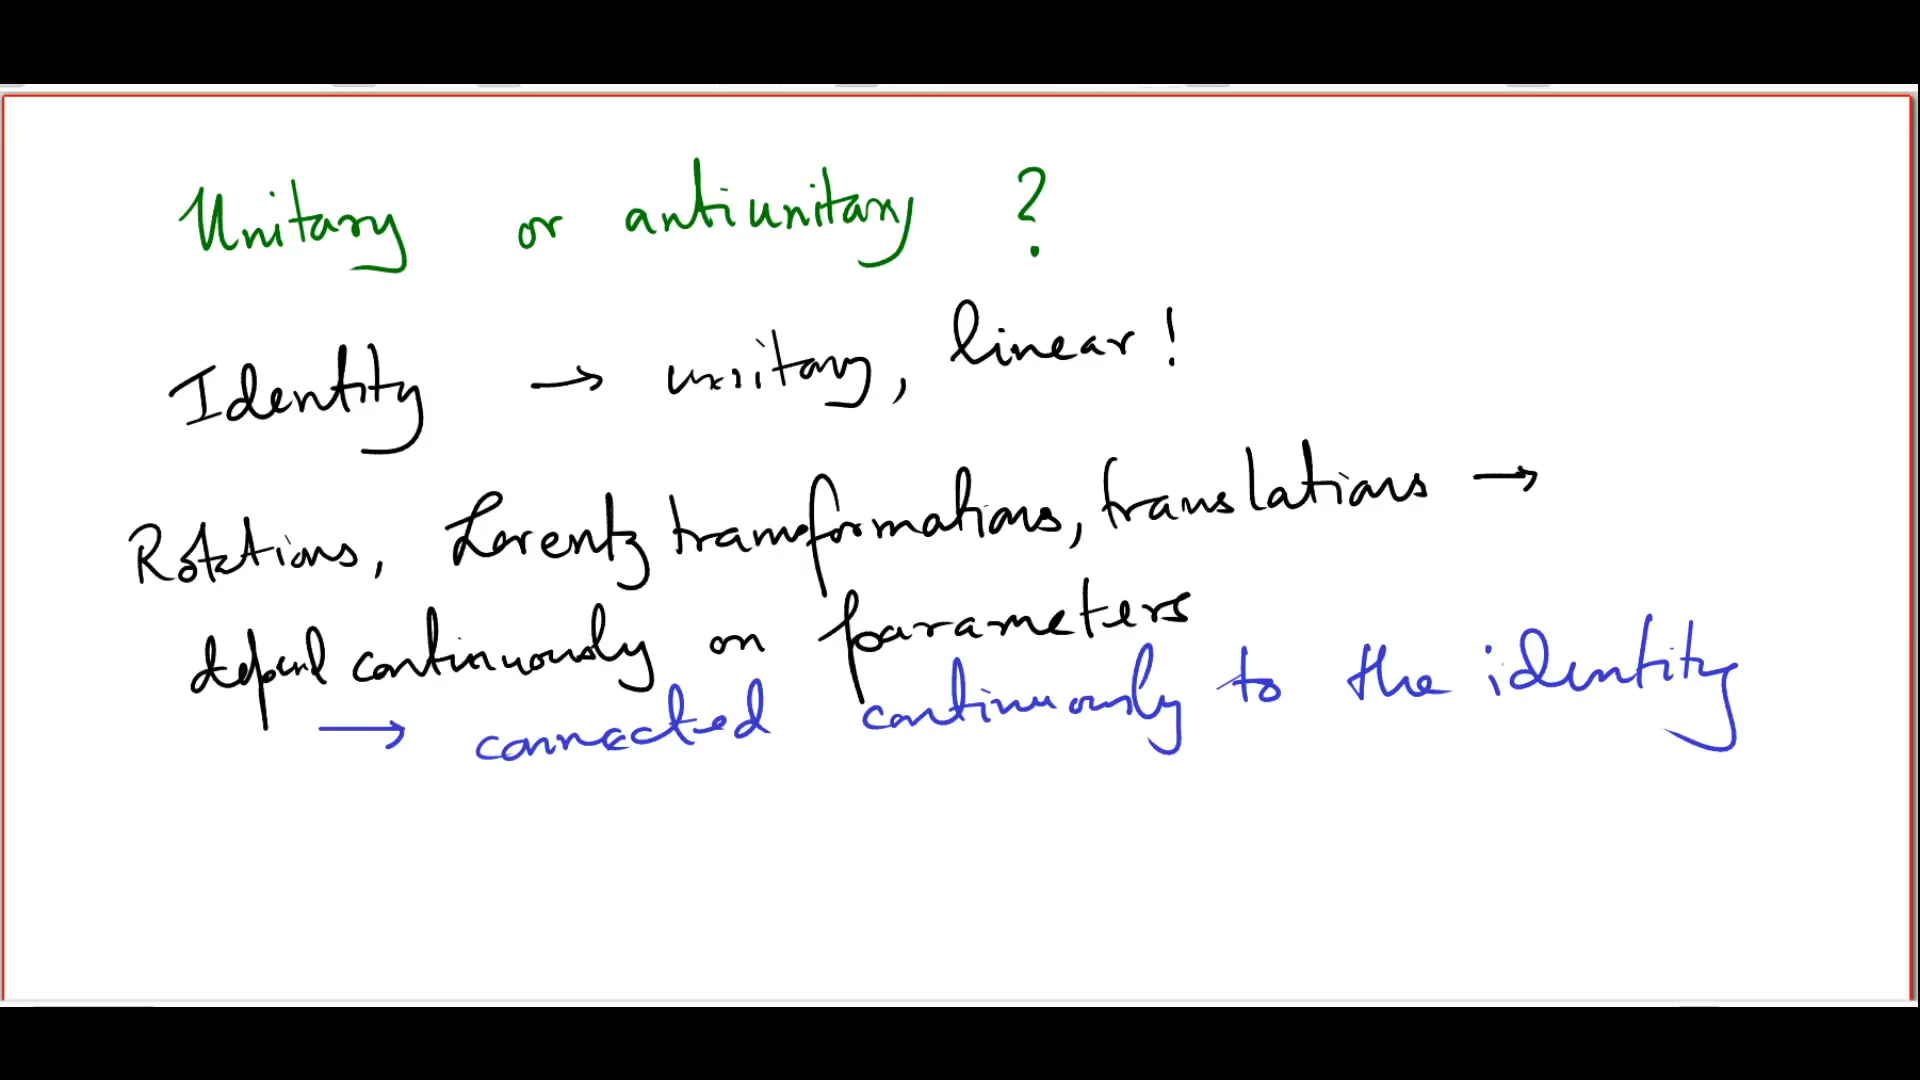 Unitary or antiunitary ?
Identity → unitary, linear!
Rotations, Lorentz transformations, translations →
depend continuously on parameters
→ connected continuously to the identity